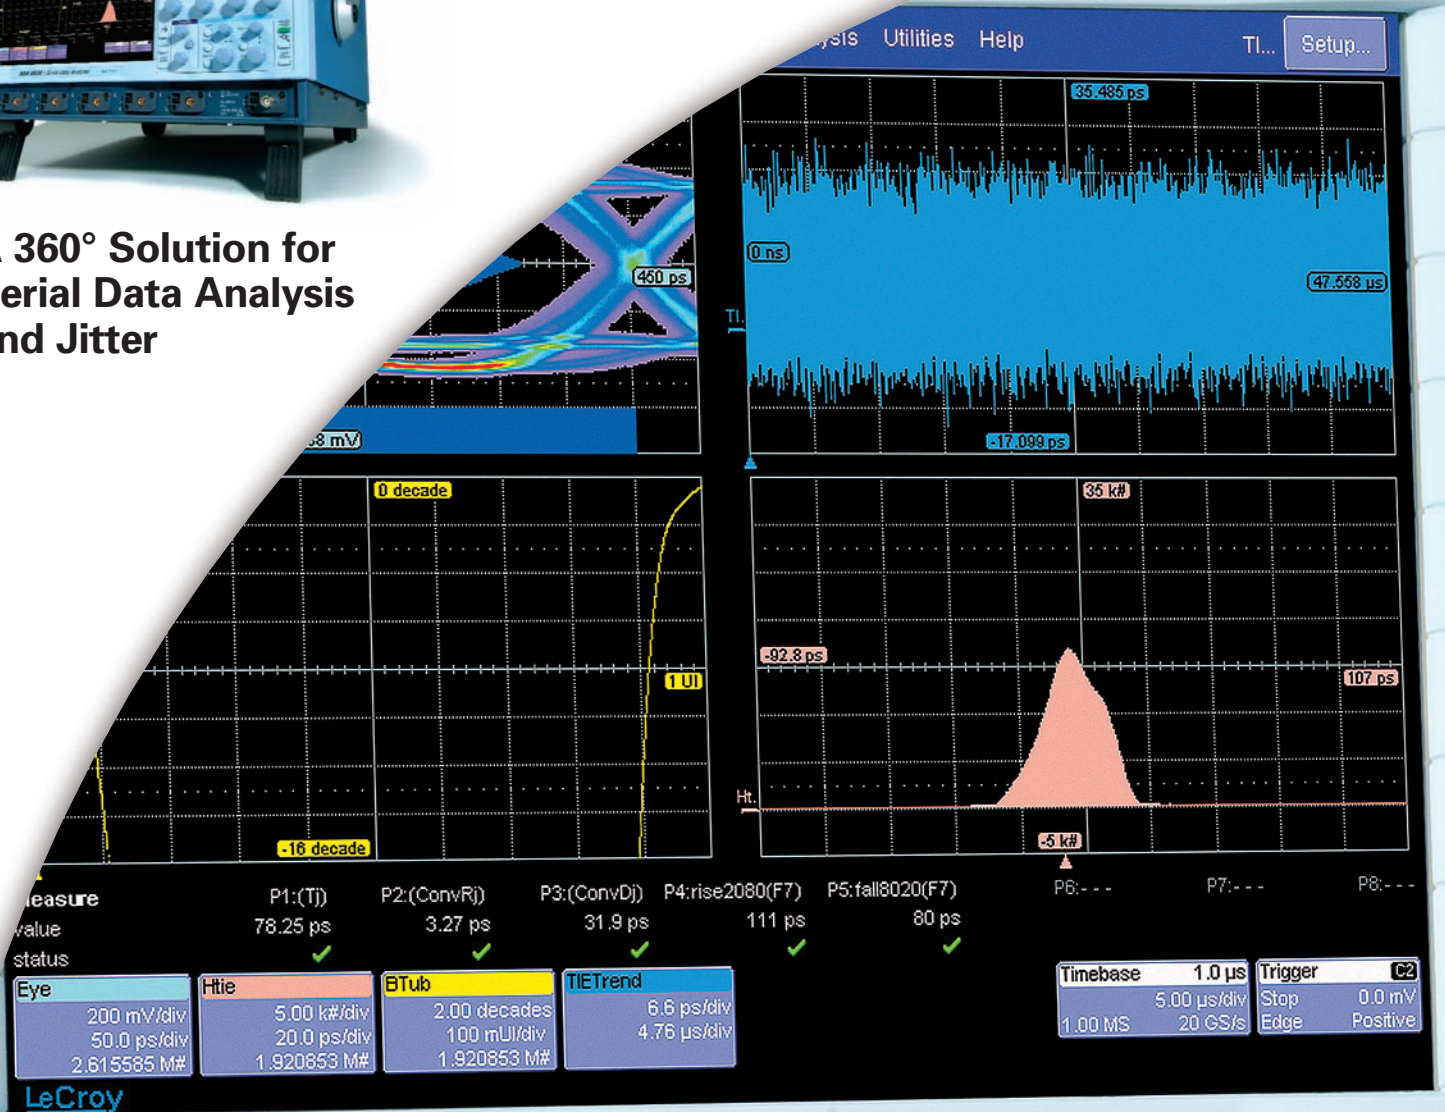 360° Solution for
erial Data Analysis
nd Jitter
ysis Utilities Help TI... Setup...
35.485 ps
0 ns
450 ps
47.558 µs
TI.
-17.099 ps
8 mV
0 decade
35 k#
-92.8 ps
1 UI
107 ps
Ht.
-16 decade
-5 k#
easure P1:(Tj) P2:(ConvRj) P3:(ConvDj) P4:rise2080(F7) P5:fall8020(F7) P6:--- P7:--- P8:---
value 78.25 ps 3.27 ps 31.9 ps 111 ps 80 ps
status
Eye
200 mV/div
50.0 ps/div
2.615585 M#
Htie
5.00 k#/div
20.0 ps/div
1.920853 M#
BTub
2.00 decades
100 mUI/div
1.920853 M#
TIETrend
6.6 ps/div
4.76 µs/div
Timebase 1.0 µs
5.00 µs/div
1.00 MS 20 GS/s
Trigger C2
Stop 0.0 mV
Edge Positive
LeCroy